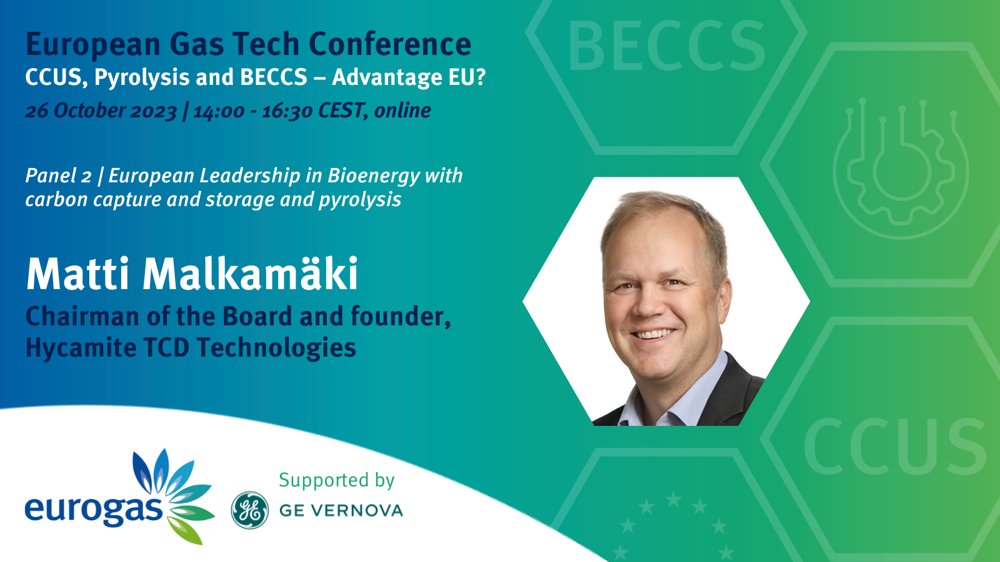 European Gas Tech Conference
CCUS, Pyrolysis and BECCS – Advantage EU?
26 October 2023 | 14:00 - 16:30 CEST, online
Panel 2 | European Leadership in Bioenergy with
carbon capture and storage and pyrolysis
Matti Malkamäki
Chairman of the Board and founder,
Hycamite TCD Technologies
BECCS
CCUS
eurogas
Supported by
GE
GE VERNOVA